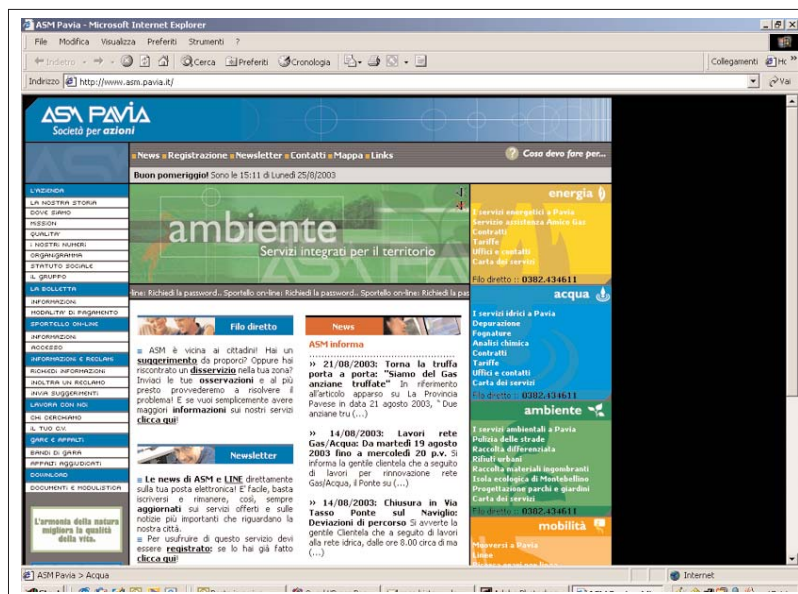 ASM Pavia - Microsoft Internet Explorer
File Modifica Visualizza Preferiti Strumenti ?
Indietro Cerca Preferiti Cronologia
Collegamenti
Indirizzo http://www.asm.pavia.it/ Vai
ASM PAVIA
Società per azioni
News Registrazione Newsletter Contatti Mappa Links
Cosa devo fare per...
Buon pomeriggio! Sono le 15:11 di Lunedì 25/8/2003
L'AZIENDA
LA NOSTRA STORIA
DOVE SIAMO
MISSION
QUALITA'
I NOSTRI NUMERI
ORGANIGRAMMA
STATUTO SOCIALE
IL GRUPPO
LA BOLLETTA
INFORMAZIONI
MODALITA' DI PAGAMENTO
SPORTELLO ON-LINE
INFORMAZIONI
ACCESSO
INFORMAZIONI E RECLAMI
RICHIEDI INFORMAZIONI
INOLTRA UN RECLAMO
INVIA SUGGERIMENTI
LAVORA CON NOI
CHI CERCHIAMO
IL TUO C.V.
GARE E APPALTI
BANDI DI GARA
APPALTI AGGIUDICATI
DOWNLOAD
DOCUMENTI E MODULISTICA
L'armonia della natura
migliora la qualità
della vita.
ambiente
Servizi integrati per il territorio
ASM PAVIA
-line: Richiedi la password.. Sportello on-line: Richiedi la password.. Sportello on-line: Richiedi la pas
Filo diretto
ASM è vicina ai cittadini! Hai un
suggerimento da proporci? Oppure hai
riscontrato un disservizio nella tua zona?
Inviaci le tue osservazioni e al più
presto provvederemo a risolvere il
problema! E se vuoi semplicemente avere
maggiori informazioni sui nostri servizi
clicca qui!
Newsletter
Le news di ASM e LINE direttamente
sulla tua posta elettronica! E' facile, basta
iscriversi e rimanere, così, sempre
aggiornati sui servizi offerti e sulle
notizie più importanti che riguardano la
nostra città.
Per usufruire di questo servizio devi
essere registrato: se lo hai già fatto
clicca qui!
News
ASM informa
» 21/08/2003: Torna la truffa
porta a porta: "Siamo del Gas
anziane truffate" In riferimento
all'articolo apparso su La Provincia
Pavese in data 21 agosto 2003, " Due
anziane tru (...)
» 14/08/2003: Lavori rete
Gas/Acqua: Da martedì 19 agosto
2003 fino a mercoledì 20 p.v. Si
informa la gentile clientela che a seguito
di lavori per rinnovazione rete
Gas/Acqua, il Ponte su (...)
» 14/08/2003: Chiusura in Via
Tasso Ponte sul Naviglio:
Deviazioni di percorso Si avverte la
gentile Clientela che a seguito di lavori
alla rete idrica, dalle ore 8.00 circa di ma
(...)
energia
I servizi energetici a Pavia
Servizio assistenza Amico Gas
Contratti
Tariffe
Uffici e contatti
Carta dei servizi
Filo diretto :: 0382.434611
acqua
I servizi idrici a Pavia
Depurazione
Fognature
Analisi chimica
Contratti
Tariffe
Uffici e contatti
Carta dei servizi
Filo diretto :: 0382.434611
ambiente
I servizi ambientali a Pavia
Pulizia delle strade
Raccolta differenziata
Rifiuti urbani
Raccolta materiali ingombranti
Isola ecologica di Montebellino
Progettazione parchi e giardini
Carta dei servizi
Filo diretto :: 0382.434611
mobilità
Muoversi a Pavia
Linee
ASM Pavia > Acqua
Internet